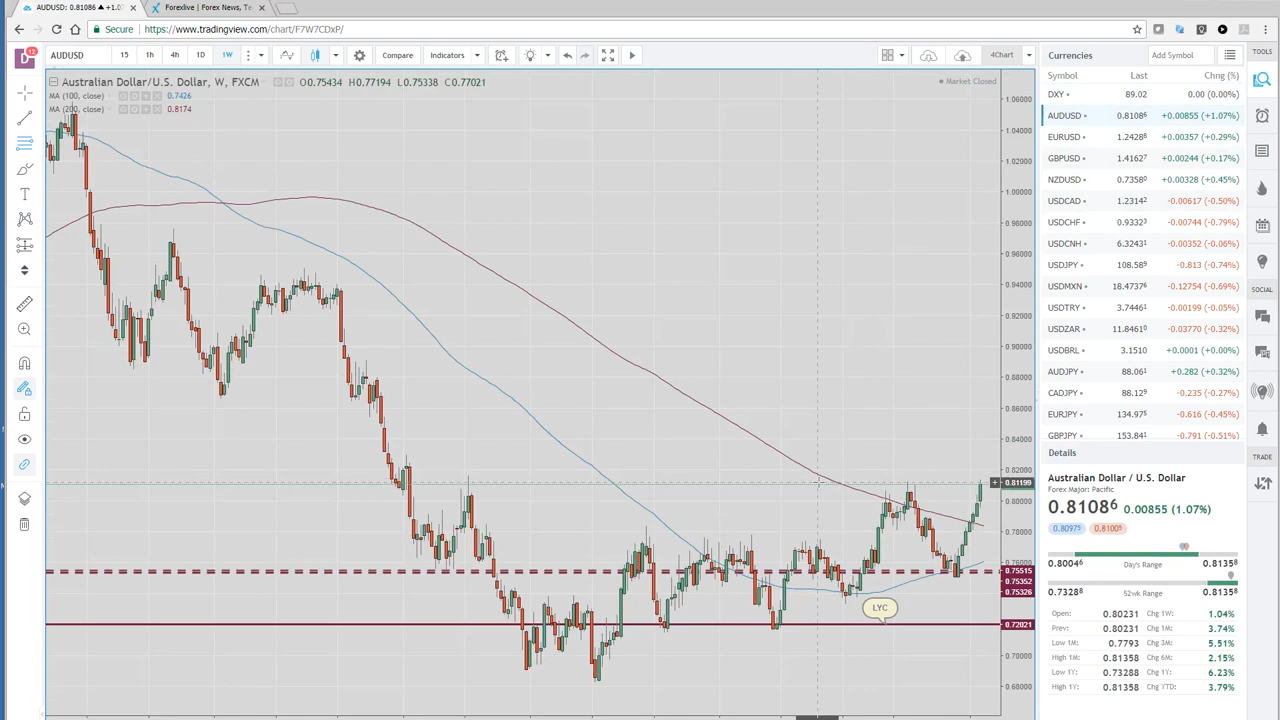 AUDUSD: 0.81086 ▲+1.0
Forexlive | Forex News, Te
Secure
https://www.tradingview.com/chart/F7W7CDxP/
D
12
AUDUSD 15 1h 4h 1D 1W Compare Indicators 4Chart
Australian Dollar/U.S. Dollar, W, FXCM O0.75434 H0.77194 L0.75338 C0.77021
Market Closed
MA (100, close) 0.7426
MA (200, close) 0.8174
1.06000
1.04000
1.02000
1.00000
0.98000
0.96000
0.94000
0.92000
0.90000
0.88000
0.86000
0.84000
0.82000
0.81199
0.80000
0.78000
0.76000
0.75515
0.75352
0.75326
0.72021
0.70000
0.68000
LYC
Currencies Add Symbol
Symbol Last Chng (%)
DXY 89.02 0.00 (0.00%)
AUDUSD 0.81086 +0.00855 (+1.07%)
EURUSD 1.24288 +0.00357 (+0.29%)
GBPUSD 1.41627 +0.00244 (+0.17%)
NZDUSD 0.73580 +0.00328 (+0.45%)
USDCAD 1.23142 -0.00617 (-0.50%)
USDCHF 0.93323 -0.00744 (-0.79%)
USDCNH 6.32431 -0.00352 (-0.06%)
USDJPY 108.589 -0.813 (-0.74%)
USDMXN 18.47376 -0.12754 (-0.69%)
USDTRY 3.74461 -0.00199 (-0.05%)
USDZAR 11.84610 -0.03770 (-0.32%)
USDBRL 3.1510 +0.0001 (+0.00%)
AUDJPY 88.061 +0.282 (+0.32%)
CADJPY 88.129 -0.235 (-0.27%)
EURJPY 134.975 -0.616 (-0.45%)
GBPJPY 153.841 -0.791 (-0.51%)
Details
Australian Dollar / U.S. Dollar
Forex Major: Pacific
0.81086 0.00855 (1.07%)
0.80975 0.81005
0.80046 Day's Range 0.81358
0.73288 52wk Range 0.81358
Open: 0.80231 Chg 1W: 1.04%
Prev: 0.80231 Chg 1M: 3.74%
Low 1M: 0.7793 Chg 3M: 5.51%
High 1M: 0.81358 Chg 6M: 2.15%
Low 1Y: 0.73288 Chg 1Y: 6.23%
High 1Y: 0.81358 Chg YTD: 3.79%
TOOLS
SOCIAL
TRADE